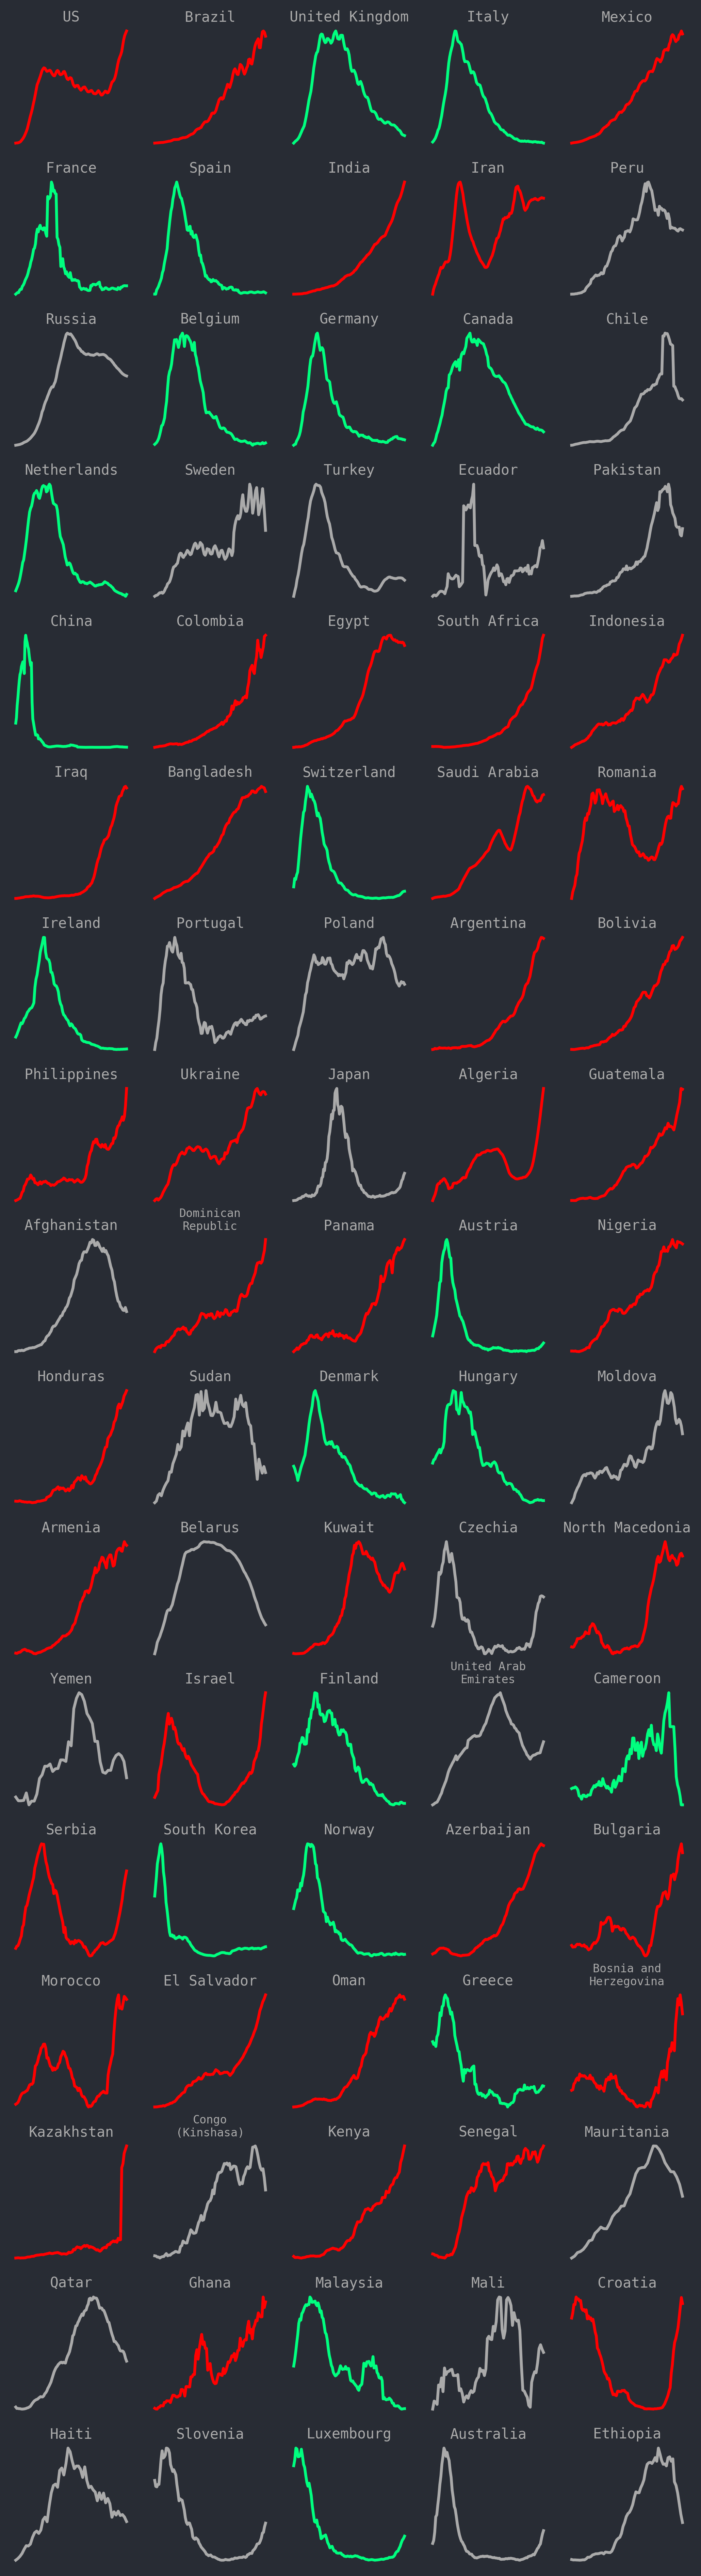 US
Brazil
United Kingdom
Italy
Mexico
France
Spain
India
Iran
Peru
Russia
Belgium
Germany
Canada
Chile
Netherlands
Sweden
Turkey
Ecuador
Pakistan
China
Colombia
Egypt
South Africa
Indonesia
Iraq
Bangladesh
Switzerland
Saudi Arabia
Romania
Ireland
Portugal
Poland
Argentina
Bolivia
Philippines
Ukraine
Japan
Algeria
Guatemala
Afghanistan
Dominican
Republic
Panama
Austria
Nigeria
Honduras
Sudan
Denmark
Hungary
Moldova
Armenia
Belarus
Kuwait
Czechia
North Macedonia
Yemen
Israel
Finland
United Arab
Emirates
Cameroon
Serbia
South Korea
Norway
Azerbaijan
Bulgaria
Morocco
El Salvador
Oman
Greece
Bosnia and
Herzegovina
Kazakhstan
Congo
(Kinshasa)
Kenya
Senegal
Mauritania
Qatar
Ghana
Malaysia
Mali
Croatia
Haiti
Slovenia
Luxembourg
Australia
Ethiopia